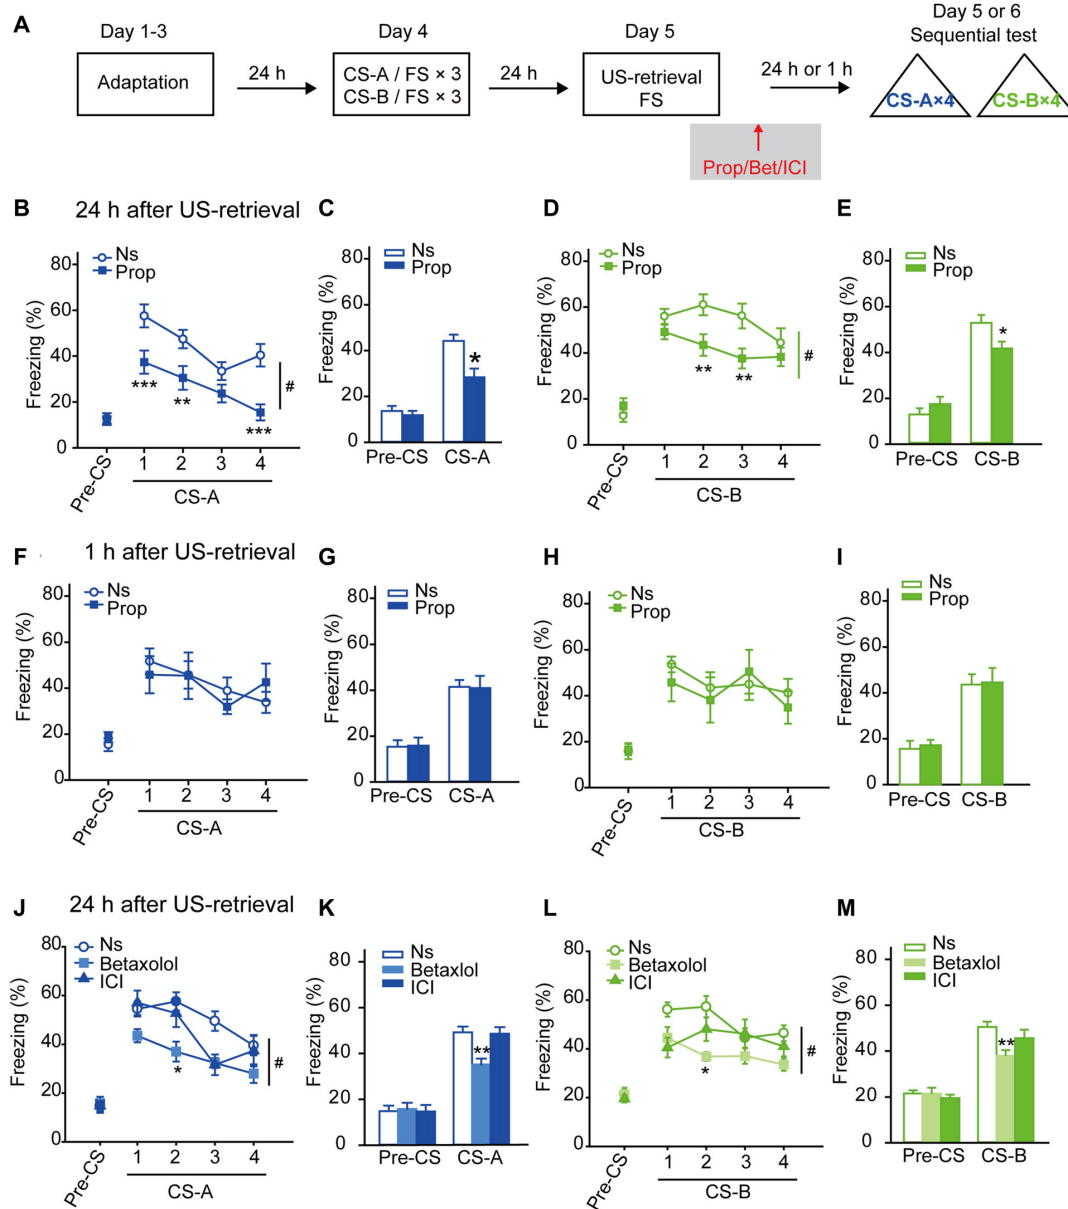 A
Day 1-3
Day 4
Day 5
Day 5 or 6
Sequential test
Adaptation
24 h
CS-A / FS × 3
CS-B / FS × 3
24 h
US-retrieval
FS
24 h or 1 h
CS-A×4
CS-B×4
Prop/Bet/ICI
B
24 h after US-retrieval
Freezing (%)
80
60
40
20
0
Ns
Prop
***
**
***
#
Pre-CS
1 2 3 4
CS-A
C
Freezing (%)
80
60
40
20
0
Ns
Prop
*
Pre-CS
CS-A
D
Freezing (%)
80
60
40
20
0
Ns
Prop
**
**
#
Pre-CS
1 2 3 4
CS-B
E
Freezing (%)
80
60
40
20
0
Ns
Prop
*
Pre-CS
CS-B
F
1 h after US-retrieval
Freezing (%)
80
60
40
20
0
Ns
Prop
Pre-CS
1 2 3 4
CS-A
G
Freezing (%)
80
60
40
20
0
Ns
Prop
Pre-CS
CS-A
H
Freezing (%)
80
60
40
20
0
Ns
Prop
Pre-CS
1 2 3 4
CS-B
I
Freezing (%)
80
60
40
20
0
Ns
Prop
Pre-CS
CS-B
J
24 h after US-retrieval
Freezing (%)
80
60
40
20
0
Ns
Betaxolol
ICI
*
#
Pre-CS
1 2 3 4
CS-A
K
Freezing (%)
80
60
40
20
0
Ns
Betaxlol
ICI
**
Pre-CS
CS-A
L
Freezing (%)
80
60
40
20
0
Ns
Betaxolol
ICI
*
#
Pre-CS
1 2 3 4
CS-B
M
Freezing (%)
80
60
40
20
0
Ns
Betaxlol
ICI
**
Pre-CS
CS-B